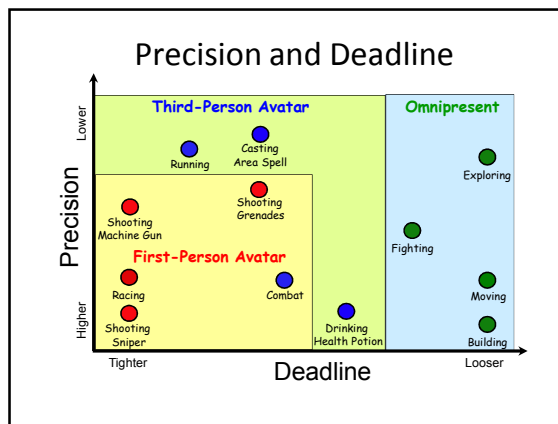 Precision and Deadline
Third-Person Avatar
Omnipresent
Lower
Precision
Higher
Running
Casting
Area Spell
Exploring
Shooting
Machine Gun
Shooting
Grenades
Fighting
First-Person Avatar
Racing
Combat
Moving
Shooting
Sniper
Drinking
Health Potion
Building
Tighter
Deadline
Looser